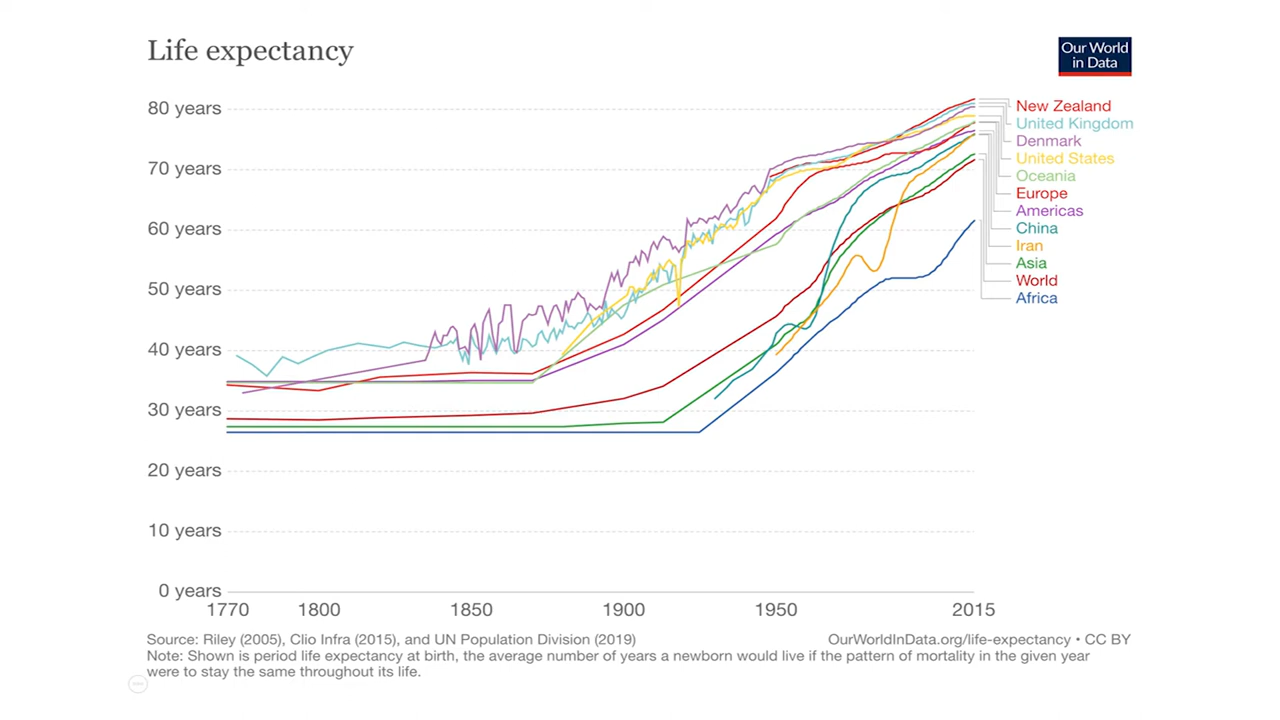 Life expectancy
Our World
in Data
80 years
70 years
60 years
50 years
40 years
30 years
20 years
10 years
0 years
1770 1800 1850 1900 1950 2015
New Zealand
United Kingdom
Denmark
United States
Oceania
Europe
Americas
China
Iran
Asia
World
Africa
Source: Riley (2005), Clio Infra (2015), and UN Population Division (2019)
OurWorldInData.org/life-expectancy • CC BY
Note: Shown is period life expectancy at birth, the average number of years a newborn would live if the pattern of mortality in the given year
were to stay the same throughout its life.